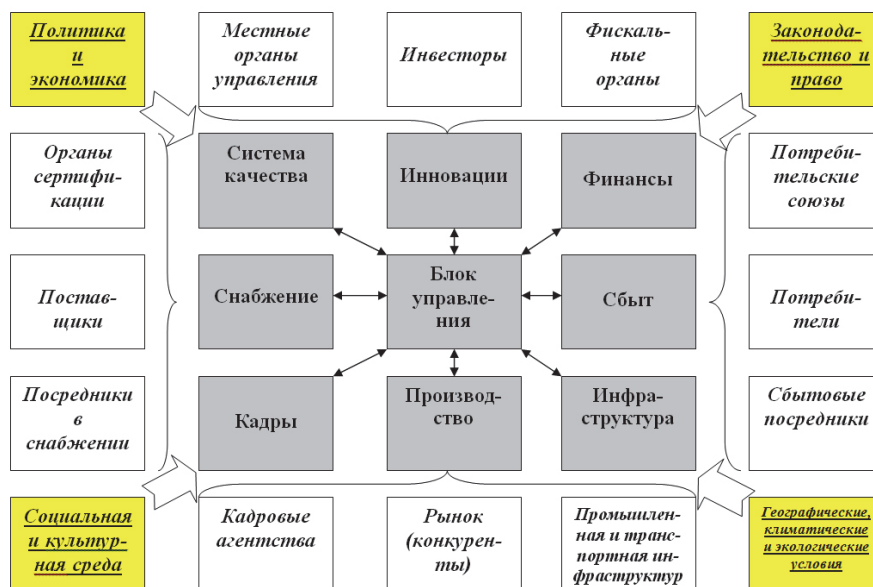 Политика
и
экономика
Местные
органы
управления
Инвесторы
Фискаль-
ные
органы
Законода-
тельство и
право
Органы
сертифи-
кации
Система
качества
Инновации
Финансы
Потреби-
тельские
союзы
Постав-
щики
Снабжение
Блок
управле-
ния
Сбыт
Потреби-
тели
Посредники
в
снабжении
Кадры
Производ-
ство
Инфра-
структура
Сбытовые
посредники
Социальная
и культур-
ная среда
Кадровые
агентства
Рынок
(конкурен-
ты)
Промышлен-
ная и транс-
портная ин-
фраструктур
Географические,
климатические
и экологические
условия